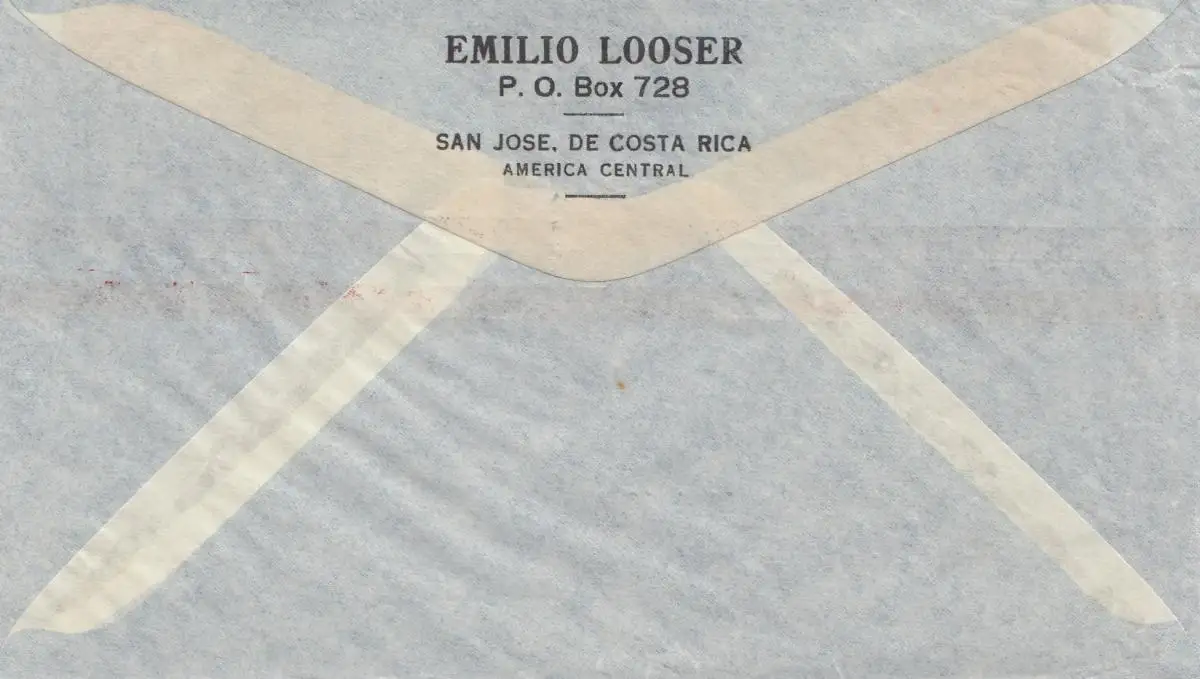 EMILIO LOOSER
P. O. Box 728
SAN JOSE, DE COSTA RICA
AMERICA CENTRAL